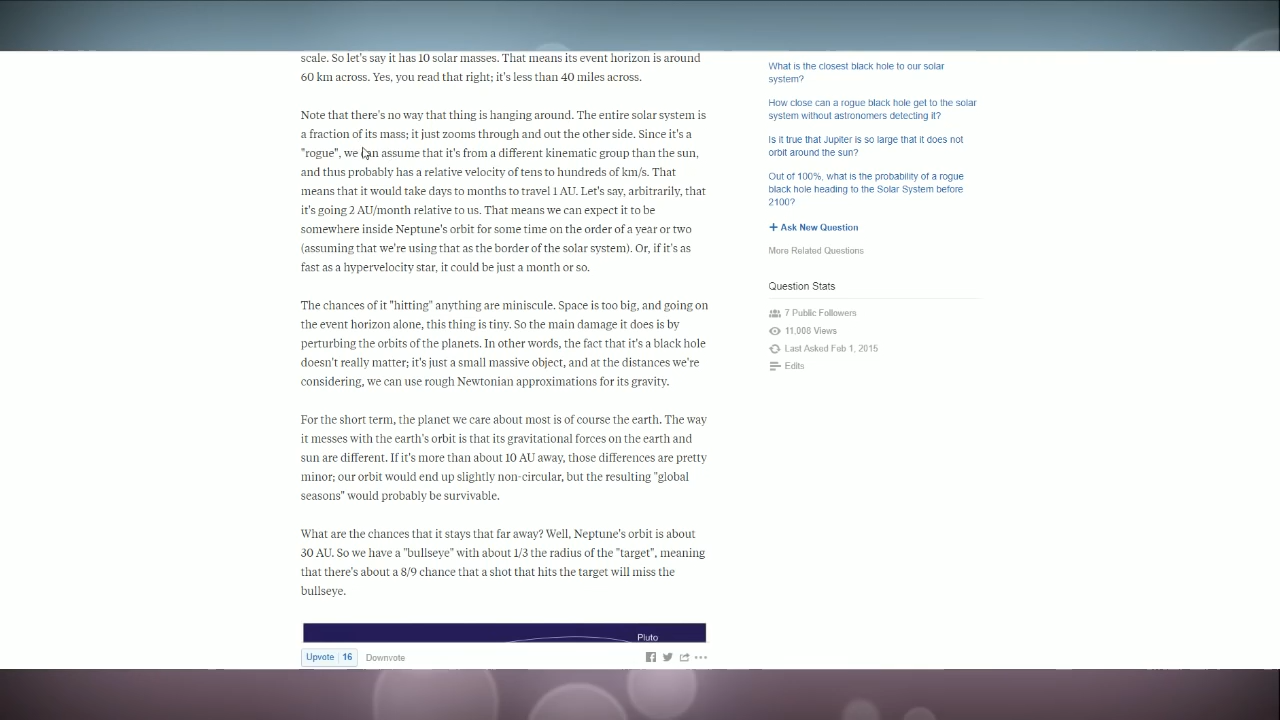 scale. So let's say it has 10 solar masses. That means its event horizon is around
60 km across. Yes, you read that right; it's less than 40 miles across.
Note that there's no way that thing is hanging around. The entire solar system is
a fraction of its mass; it just zooms through and out the other side. Since it's a
"rogue", we can assume that it's from a different kinematic group than the sun,
and thus probably has a relative velocity of tens to hundreds of km/s. That
means that it would take days to months to travel 1 AU. Let's say, arbitrarily, that
it's going 2 AU/month relative to us. That means we can expect it to be
somewhere inside Neptune's orbit for some time on the order of a year or two
(assuming that we're using that as the border of the solar system). Or, if it's as
fast as a hypervelocity star, it could be just a month or so.
The chances of it "hitting" anything are miniscule. Space is too big, and going on
the event horizon alone, this thing is tiny. So the main damage it does is by
perturbing the orbits of the planets. In other words, the fact that it's a black hole
doesn't really matter; it's just a small massive object, and at the distances we're
considering, we can use rough Newtonian approximations for its gravity.
For the short term, the planet we care about most is of course the earth. The way
it messes with the earth's orbit is that its gravitational forces on the earth and
sun are different. If it's more than about 10 AU away, those differences are pretty
minor; our orbit would end up slightly non-circular, but the resulting "global
seasons" would probably be survivable.
What are the chances that it stays that far away? Well, Neptune's orbit is about
30 AU. So we have a "bullseye" with about 1/3 the radius of the "target", meaning
that there's about a 8/9 chance that a shot that hits the target will miss the
bullseye.
Pluto
Upvote 16 Downvote
What is the closest black hole to our solar
system?
How close can a rogue black hole get to the solar
system without astronomers detecting it?
Is it true that Jupiter is so large that it does not
orbit around the sun?
Out of 100%, what is the probability of a rogue
black hole heading to the Solar System before
2100?
+ Ask New Question
More Related Questions
Question Stats
7 Public Followers
11,008 Views
Last Asked Feb 1, 2015
Edits